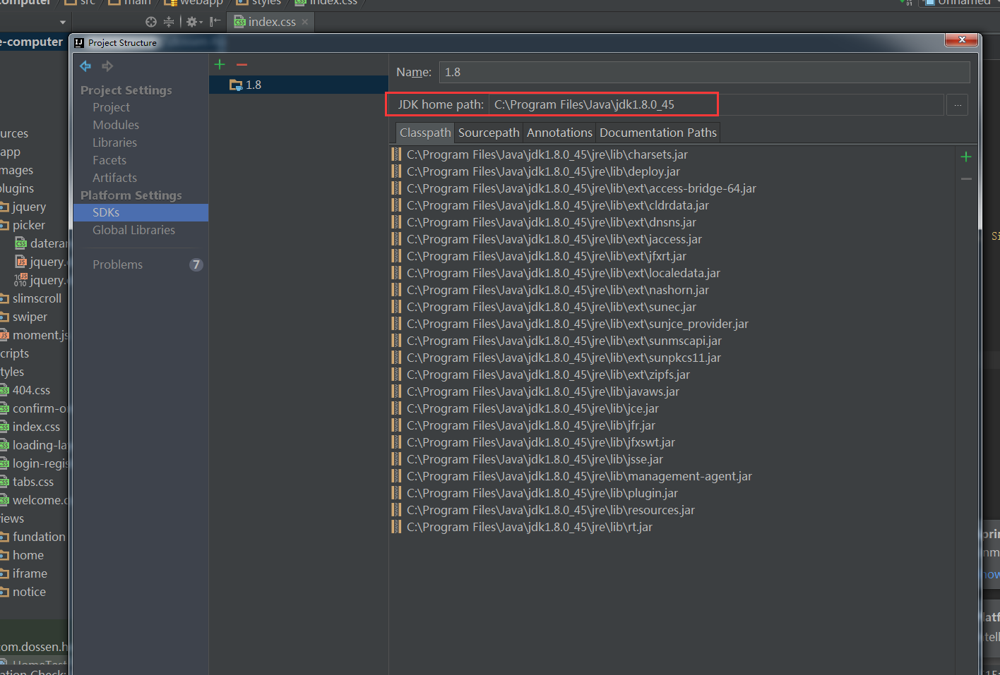 computer src main webapp styles index.css Unnamed
index.css
e-computer
Project Structure
Name: 1.8
1.8
JDK home path: C:\Program Files\Java\jdk1.8.0_45 ...
Project Settings
Project
Modules
Libraries
Facets
Artifacts
Platform Settings
SDKs
Global Libraries
Problems 7
Classpath Sourcepath Annotations Documentation Paths
C:\Program Files\Java\jdk1.8.0_45\jre\lib\charsets.jar
C:\Program Files\Java\jdk1.8.0_45\jre\lib\deploy.jar
C:\Program Files\Java\jdk1.8.0_45\jre\lib\ext\access-bridge-64.jar
C:\Program Files\Java\jdk1.8.0_45\jre\lib\ext\cldrdata.jar
C:\Program Files\Java\jdk1.8.0_45\jre\lib\ext\dnsns.jar
C:\Program Files\Java\jdk1.8.0_45\jre\lib\ext\jaccess.jar
C:\Program Files\Java\jdk1.8.0_45\jre\lib\ext\jfxrt.jar
C:\Program Files\Java\jdk1.8.0_45\jre\lib\ext\localedata.jar
C:\Program Files\Java\jdk1.8.0_45\jre\lib\ext\nashorn.jar
C:\Program Files\Java\jdk1.8.0_45\jre\lib\ext\sunec.jar
C:\Program Files\Java\jdk1.8.0_45\jre\lib\ext\sunjce_provider.jar
C:\Program Files\Java\jdk1.8.0_45\jre\lib\ext\sunmscapi.jar
C:\Program Files\Java\jdk1.8.0_45\jre\lib\ext\sunpkcs11.jar
C:\Program Files\Java\jdk1.8.0_45\jre\lib\ext\zipfs.jar
C:\Program Files\Java\jdk1.8.0_45\jre\lib\javaws.jar
C:\Program Files\Java\jdk1.8.0_45\jre\lib\jce.jar
C:\Program Files\Java\jdk1.8.0_45\jre\lib\jfr.jar
C:\Program Files\Java\jdk1.8.0_45\jre\lib\jfxswt.jar
C:\Program Files\Java\jdk1.8.0_45\jre\lib\jsse.jar
C:\Program Files\Java\jdk1.8.0_45\jre\lib\management-agent.jar
C:\Program Files\Java\jdk1.8.0_45\jre\lib\plugin.jar
C:\Program Files\Java\jdk1.8.0_45\jre\lib\resources.jar
C:\Program Files\Java\jdk1.8.0_45\jre\lib\rt.jar
urces
app
mages
plugins
jquery
picker
dateran
jquery.
jquery.
slimscroll
swiper
moment.js
cripts
tyles
404.css
confirm-o
index.css
loading-la
login-regis
tabs.css
welcome.c
iews
fundation
home
iframe
notice
com.dossen.h
HomeTest
ation Check: